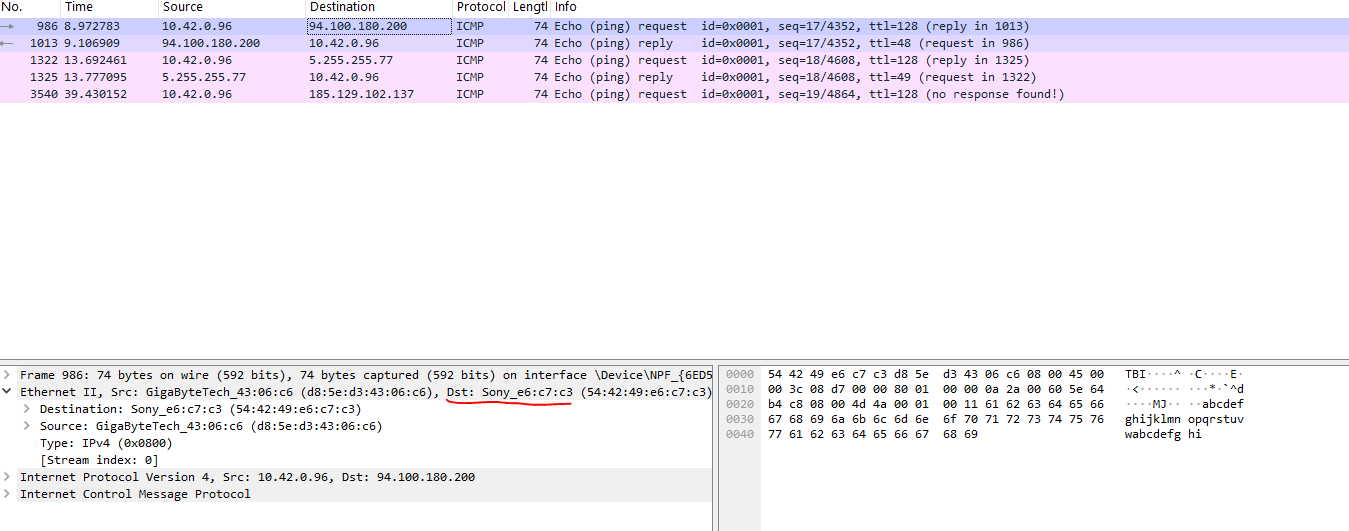 No. Time Source Destination Protocol Lengtl Info
986 8.972783 10.42.0.96 94.100.180.200 ICMP 74 Echo (ping) request id=0x0001, seq=17/4352, ttl=128 (reply in 1013)
1013 9.106909 94.100.180.200 10.42.0.96 ICMP 74 Echo (ping) reply id=0x0001, seq=17/4352, ttl=48 (request in 986)
1322 13.692461 10.42.0.96 5.255.255.77 ICMP 74 Echo (ping) request id=0x0001, seq=18/4608, ttl=128 (reply in 1325)
1325 13.777095 5.255.255.77 10.42.0.96 ICMP 74 Echo (ping) reply id=0x0001, seq=18/4608, ttl=49 (request in 1322)
3540 39.430152 10.42.0.96 185.129.102.137 ICMP 74 Echo (ping) request id=0x0001, seq=19/4864, ttl=128 (no response found!)
Frame 986: 74 bytes on wire (592 bits), 74 bytes captured (592 bits) on interface \Device\NPF_{6ED5
Ethernet II, Src: GigaByteTech_43:06:c6 (d8:5e:d3:43:06:c6), Dst: Sony_e6:c7:c3 (54:42:49:e6:c7:c3)
Destination: Sony_e6:c7:c3 (54:42:49:e6:c7:c3)
Source: GigaByteTech_43:06:c6 (d8:5e:d3:43:06:c6)
Type: IPv4 (0x0800)
[Stream index: 0]
Internet Protocol Version 4, Src: 10.42.0.96, Dst: 94.100.180.200
Internet Control Message Protocol
0000 54 42 49 e6 c7 c3 d8 5e d3 43 06 c6 08 00 45 00 TBI····^ ·C····E·
0010 00 3c 08 d7 00 00 80 01 00 00 0a 2a 00 60 5e 64 ·<······ ···*·`^d
0020 b4 c8 08 00 4d 4a 00 01 00 11 61 62 63 64 65 66 ····MJ·· ··abcdef
0030 67 68 69 6a 6b 6c 6d 6e 6f 70 71 72 73 74 75 76 ghijklmn opqrstuv
0040 77 61 62 63 64 65 66 67 68 69 wabcdefg hi